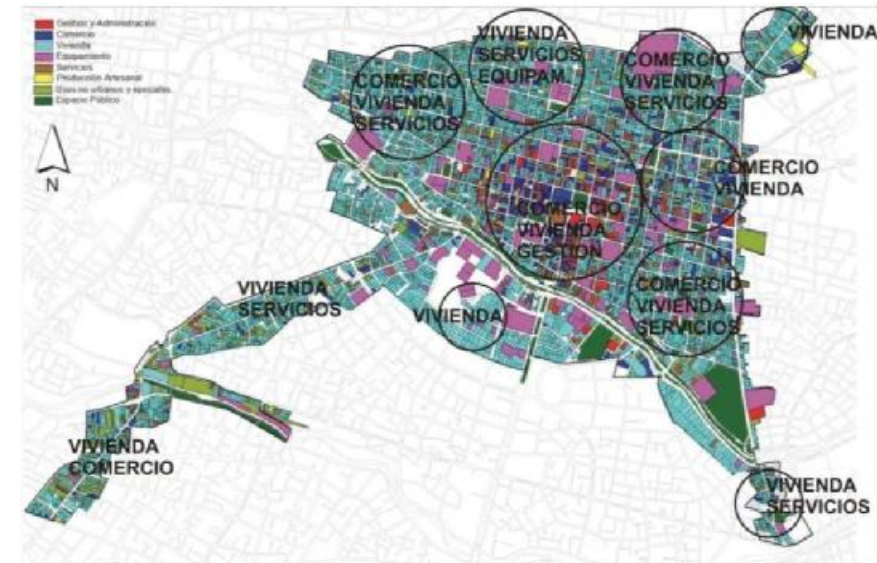 Gestión y Administración
Comercio
Vivienda
Equipamiento
Servicios
Producción Artesanal
Usos no urbanos y especiales
Espacio Público
N
VIVIENDA
SERVICIOS
EQUIPAM.
COMERCIO
VIVIENDA
SERVICIOS
COMERCIO
VIVIENDA
SERVICIOS
VIVIENDA
COMERCIO
VIVIENDA
COMERCIO
VIVIENDA
GESTION
COMERCIO
VIVIENDA
SERVICIOS
VIVIENDA
SERVICIOS
VIVIENDA
VIVIENDA
COMERCIO
VIVIENDA
SERVICIOS